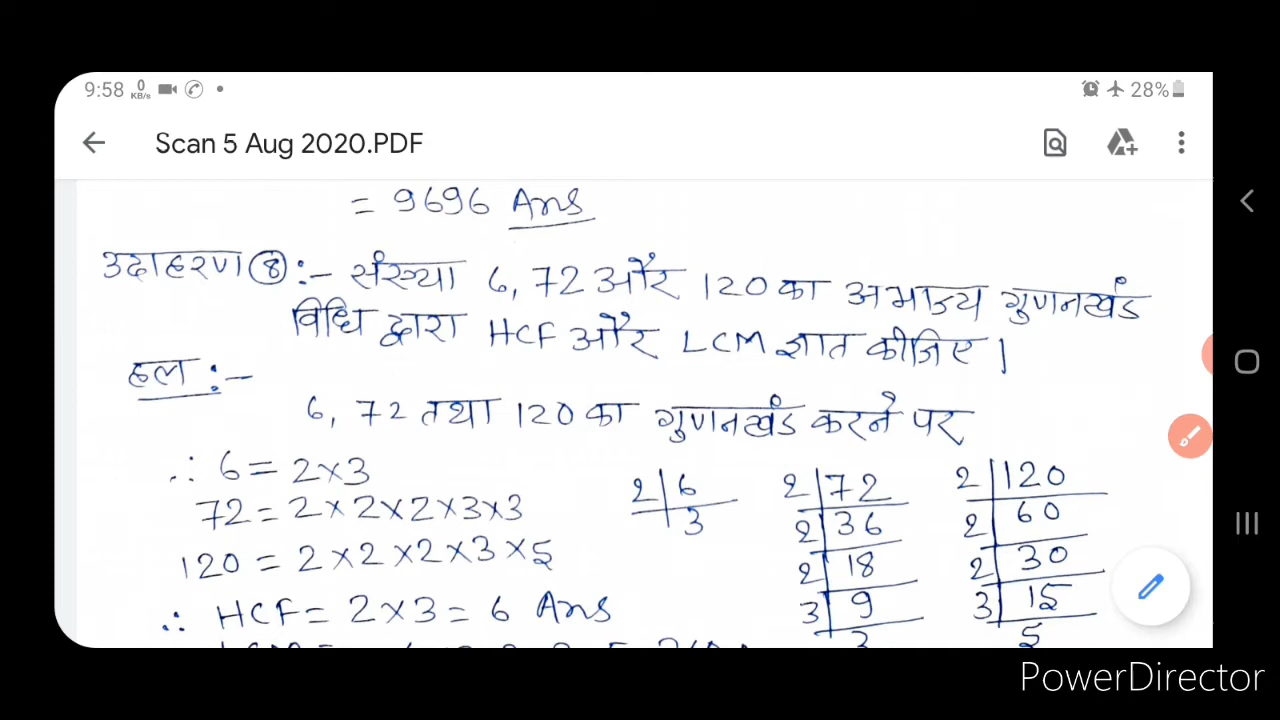 9:58 0 KB/s 28%
Scan 5 Aug 2020.PDF
= 9696 Ans
उदाहरण ⑧ :- संख्या 6, 72 और 120 का अभाज्य गुणनखंड
विधि द्वारा HCF और LCM ज्ञात कीजिए।
हल :-
6, 72 तथा 120 का गुणनखंड करने पर
∴ 6 = 2×3
72 = 2×2×2×3×3
120 = 2×2×2×3×5
∴ HCF = 2×3 = 6 Ans
2 6
3
2 72
2 36
2 18
3 9
3
2 120
2 60
2 30
3 15
5
PowerDirector